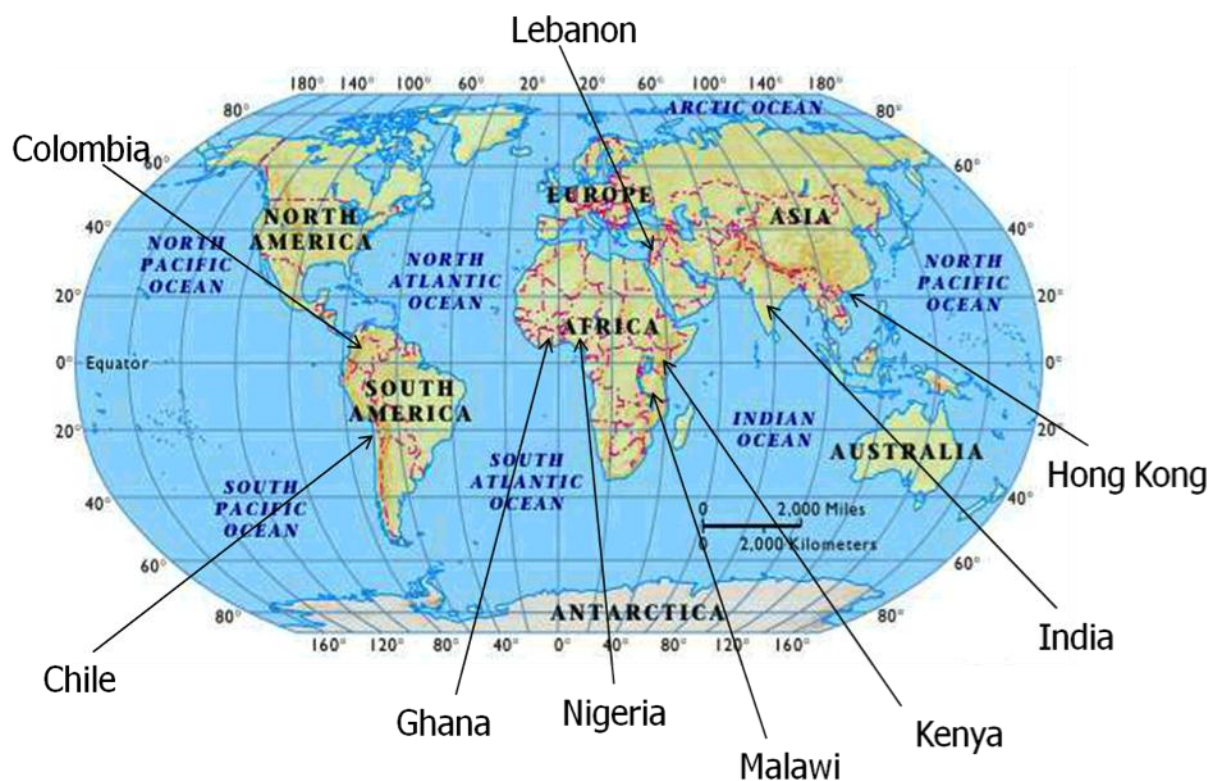 Lebanon
180° 140° 100° 60° 20° 20° 60° 100° 140° 180°
80° ARCTIC OCEAN 80°
Colombia
60° 60°
EUROPE
NORTH AMERICA
ASIA
40° 40°
NORTH PACIFIC OCEAN
NORTH ATLANTIC OCEAN
NORTH PACIFIC OCEAN
20° 20°
AFRICA
0° Equator 0°
SOUTH AMERICA
INDIAN OCEAN
20° 20°
AUSTRALIA
SOUTH ATLANTIC OCEAN
Hong Kong
SOUTH PACIFIC OCEAN
40° 40°
0 2,000 Miles
0 2,000 Kilometers
60° 60°
80° ANTARCTICA 80°
160° 120° 80° 40° 0° 40° 80° 120° 160°
India
Chile
Ghana
Nigeria
Kenya
Malawi